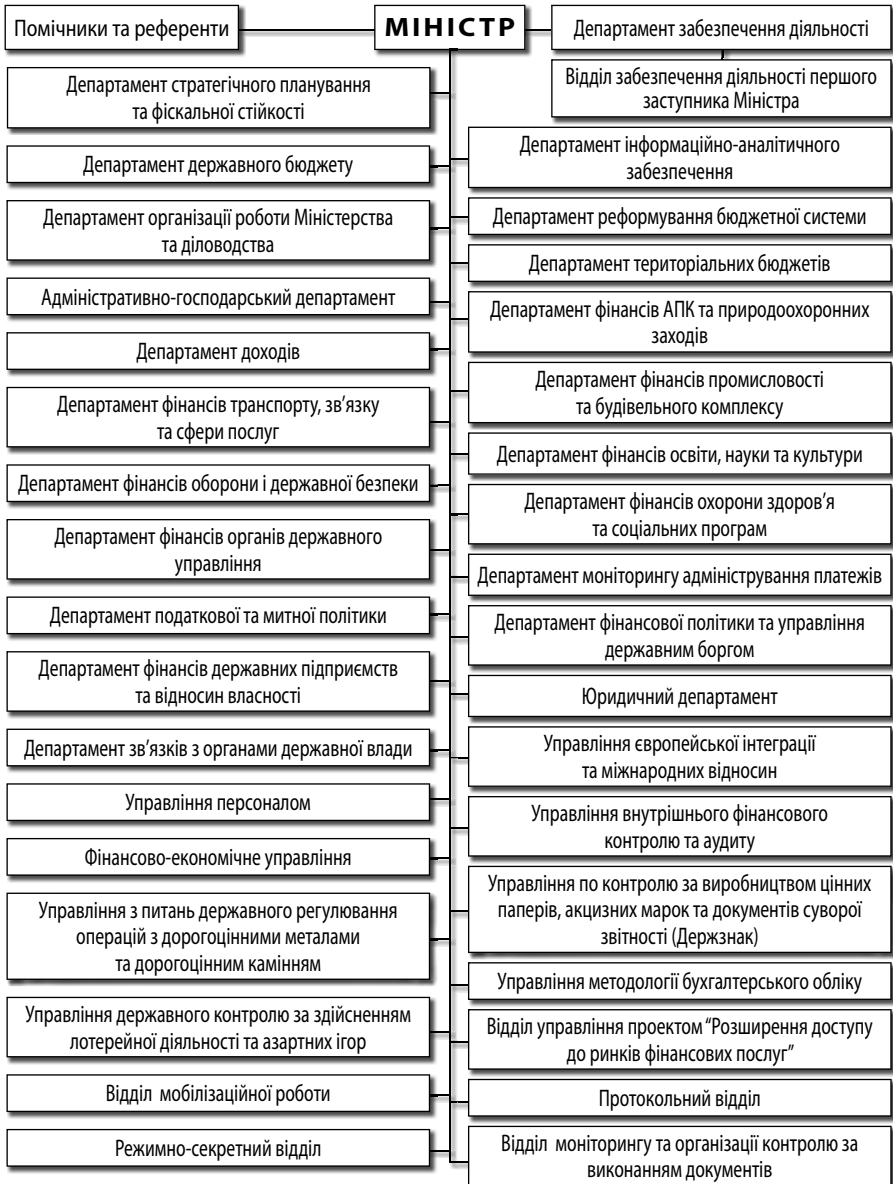 Помічники та референти
МІНІСТР
Департамент забезпечення діяльності
Відділ забезпечення діяльності першого
заступника Міністра
Департамент стратегічного планування
та фіскальної стійкості
Департамент державного бюджету
Департамент організації роботи Міністерства
та діловодства
Адміністративно-господарський департамент
Департамент доходів
Департамент фінансів транспорту, зв'язку
та сфери послуг
Департамент фінансів оборони і державної безпеки
Департамент фінансів органів державного
управління
Департамент податкової та митної політики
Департамент фінансів державних підприємств
та відносин власності
Департамент зв'язків з органами державної влади
Управління персоналом
Фінансово-економічне управління
Управління з питань державного регулювання
операцій з дорогоцінними металами
та дорогоцінним камінням
Управління державного контролю за здійсненням
лотерейної діяльності та азартних ігор
Відділ мобілізаційної роботи
Режимно-секретний відділ
Департамент інформаційно-аналітичного
забезпечення
Департамент реформування бюджетної системи
Департамент територіальних бюджетів
Департамент фінансів АПК та природоохоронних
заходів
Департамент фінансів промисловості
та будівельного комплексу
Департамент фінансів освіти, науки та культури
Департамент фінансів охорони здоров'я
та соціальних програм
Департамент моніторингу адміністрування платежів
Департамент фінансової політики та управління
державним боргом
Юридичний департамент
Управління європейської інтеграції
та міжнародних відносин
Управління внутрішнього фінансового
контролю та аудиту
Управління по контролю за виробництвом цінних
паперів, акцизних марок та документів суворої
звітності (Держзнак)
Управління методології бухгалтерського обліку
Відділ управління проектом “Розширення доступу
до ринків фінансових послуг”
Протокольний відділ
Відділ моніторингу та організації контролю за
виконанням документів